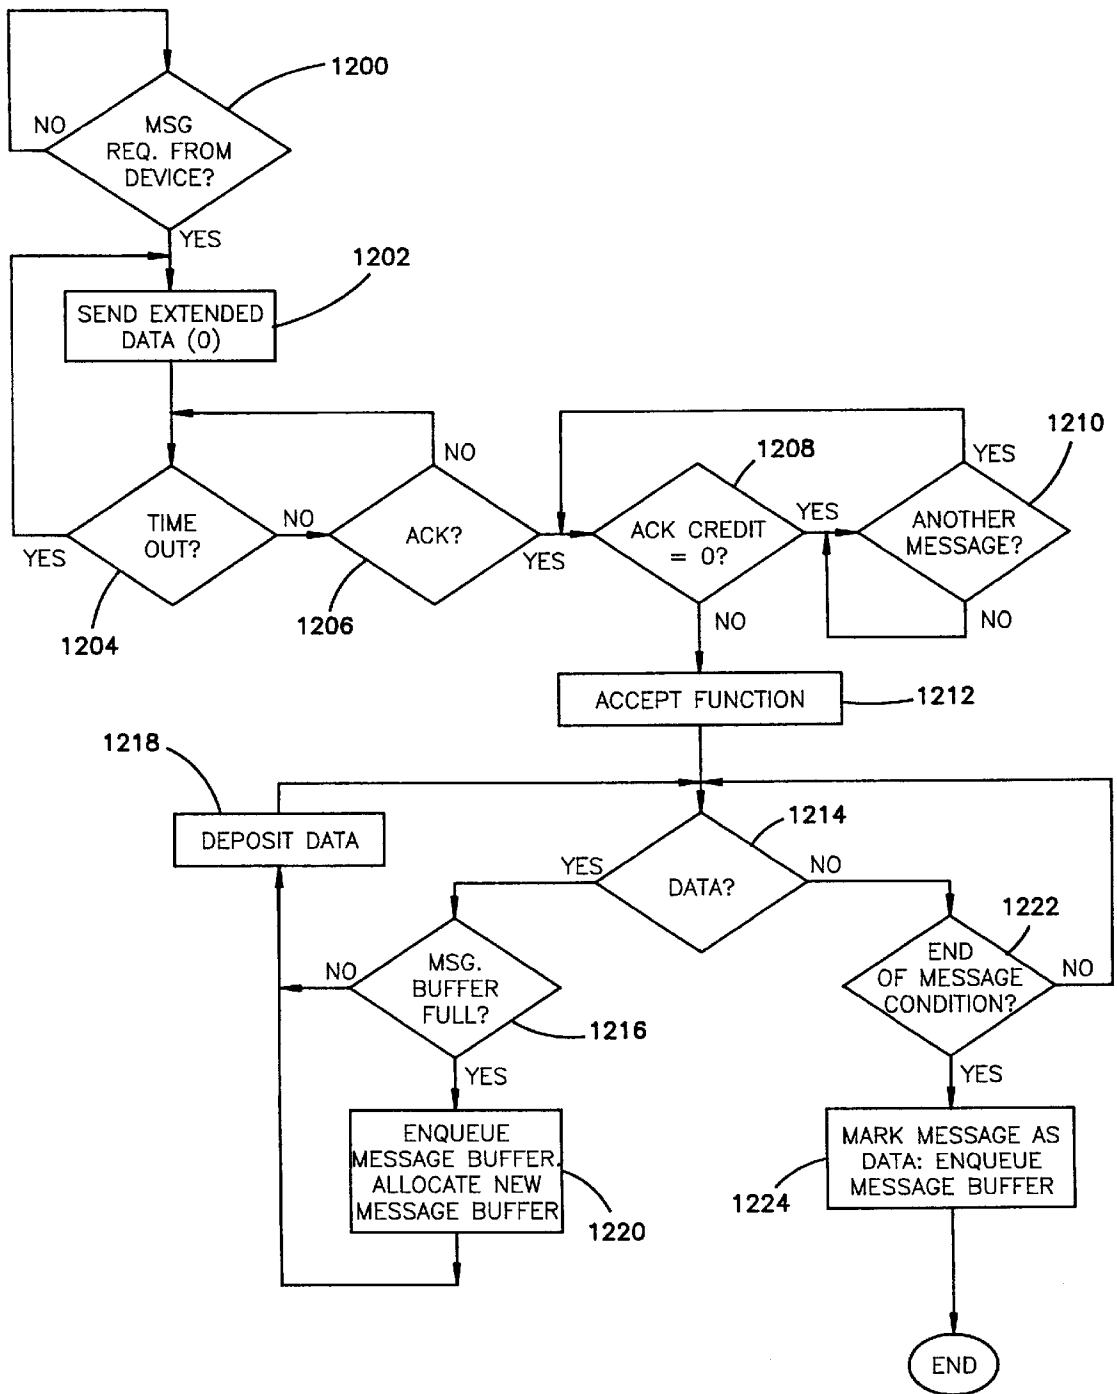 1200
NO
MSG
REQ. FROM
DEVICE?
YES
1202
SEND EXTENDED
DATA (0)
1210
NO
1208
YES
TIME
OUT?
NO
ACK?
ACK CREDIT
= 0?
YES
ANOTHER
MESSAGE?
YES
YES
1204
1206
NO
NO
ACCEPT FUNCTION
1212
1218
1214
DEPOSIT DATA
YES
DATA?
NO
1222
NO
MSG.
BUFFER
FULL?
END
OF MESSAGE
CONDITION?
NO
1216
YES
YES
ENQUEUE
MESSAGE BUFFER.
ALLOCATE NEW
MESSAGE BUFFER
MARK MESSAGE AS
DATA: ENQUEUE
MESSAGE BUFFER
1220
1224
END